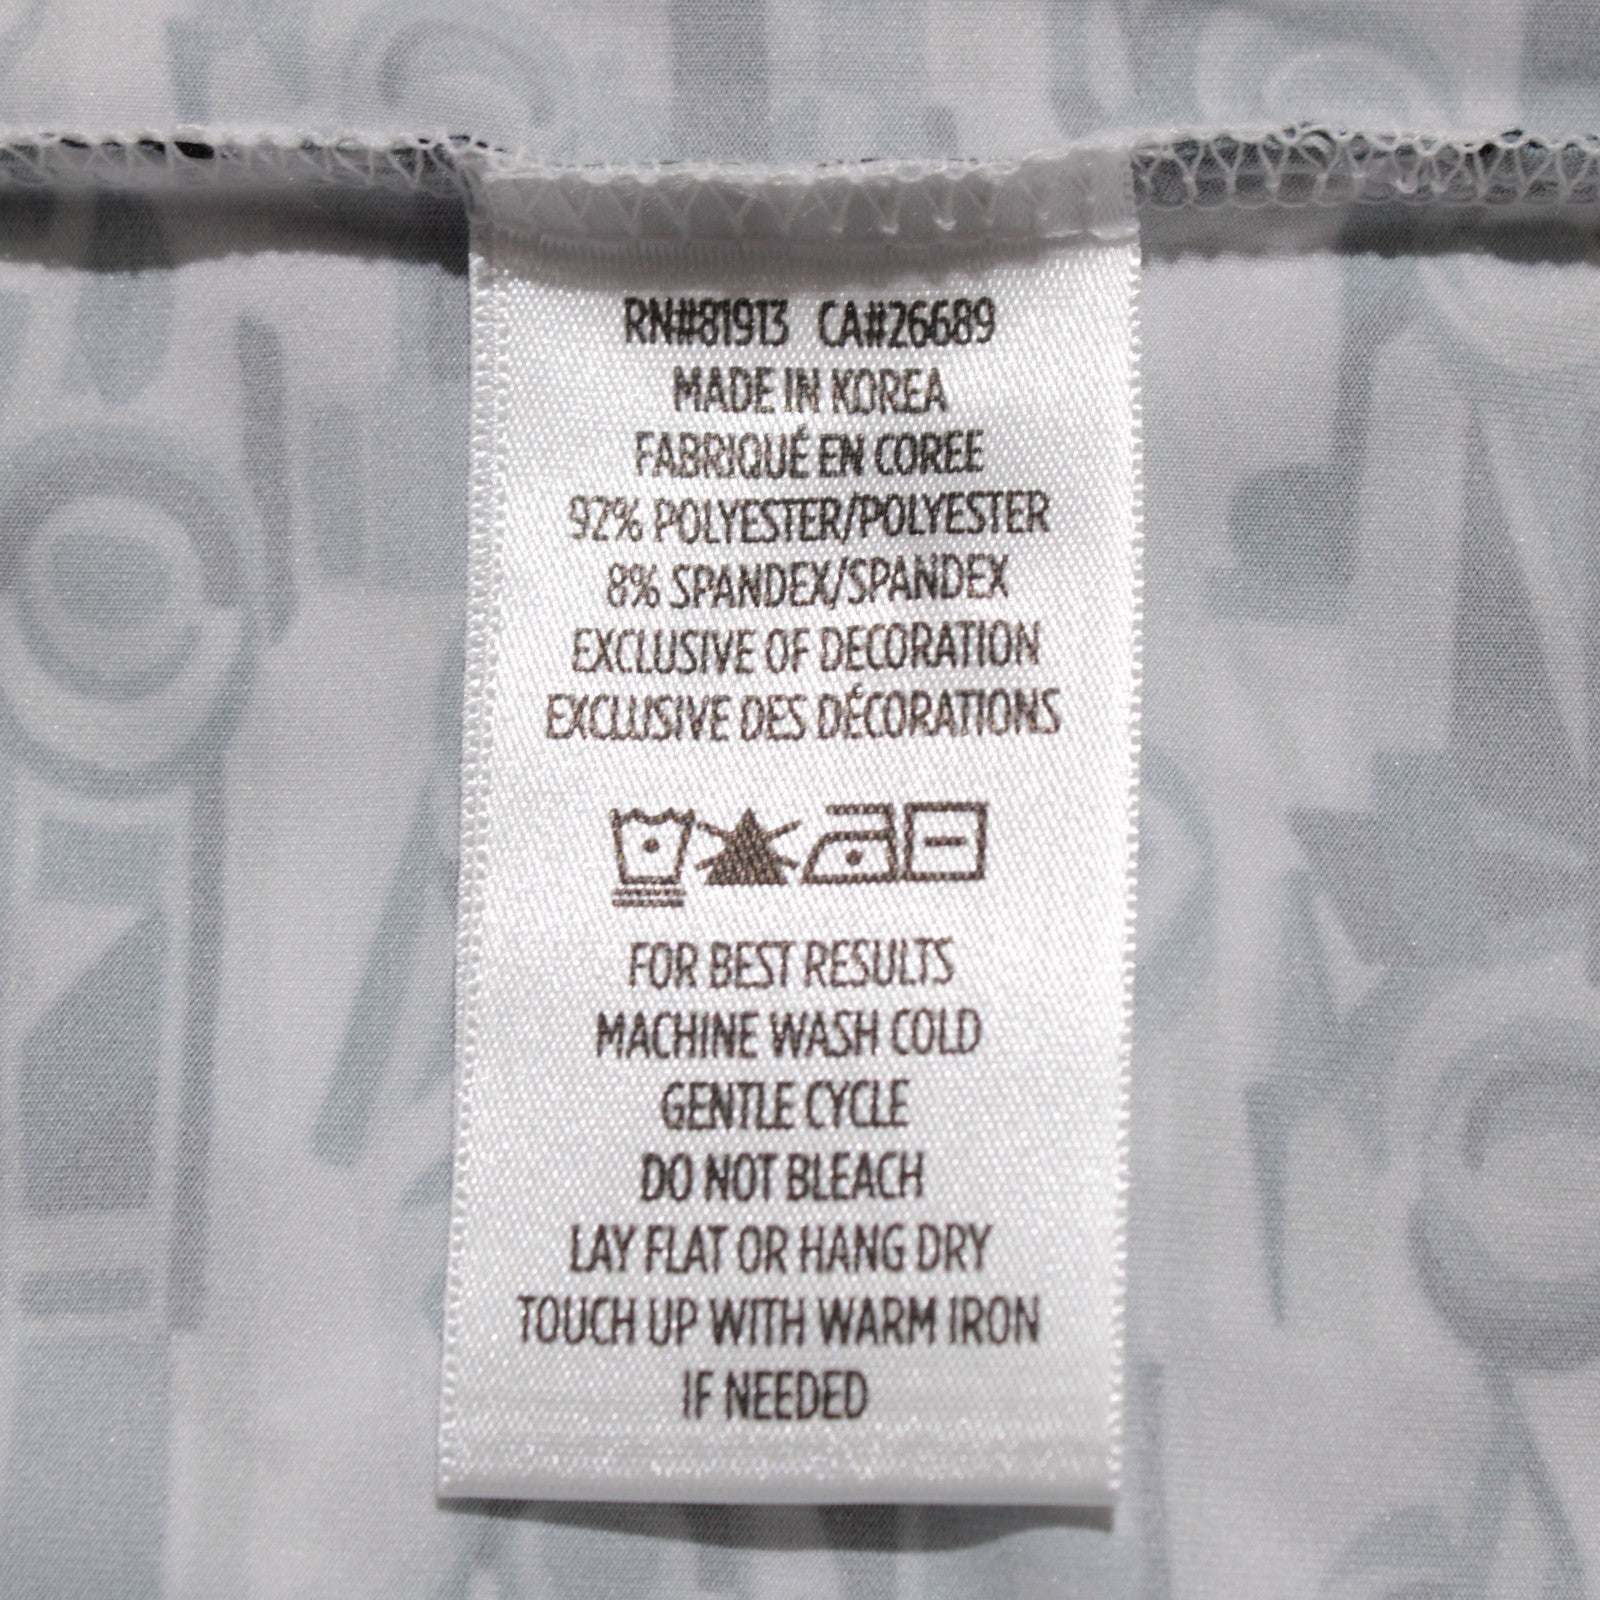 RN#81913 CA#26689
MADE IN KOREA
FABRIQUÉ EN COREE
92% POLYESTER/POLYESTER
8% SPANDEX/SPANDEX
EXCLUSIVE OF DECORATION
EXCLUSIVE DES DÉCORATIONS
FOR BEST RESULTS
MACHINE WASH COLD
GENTLE CYCLE
DO NOT BLEACH
LAY FLAT OR HANG DRY
TOUCH UP WITH WARM IRON
IF NEEDED